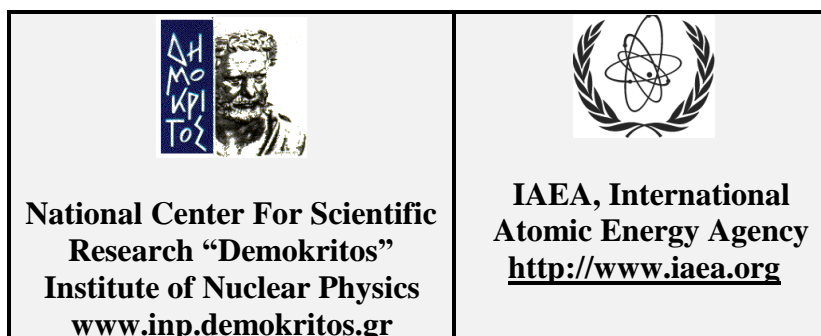 ΔΗ
ΜΟ
ΚΡΙ
ΤΟΣ
National Center For Scientific
Research “Demokritos”
Institute of Nuclear Physics
www.inp.demokritos.gr
IAEA, International
Atomic Energy Agency
http://www.iaea.org